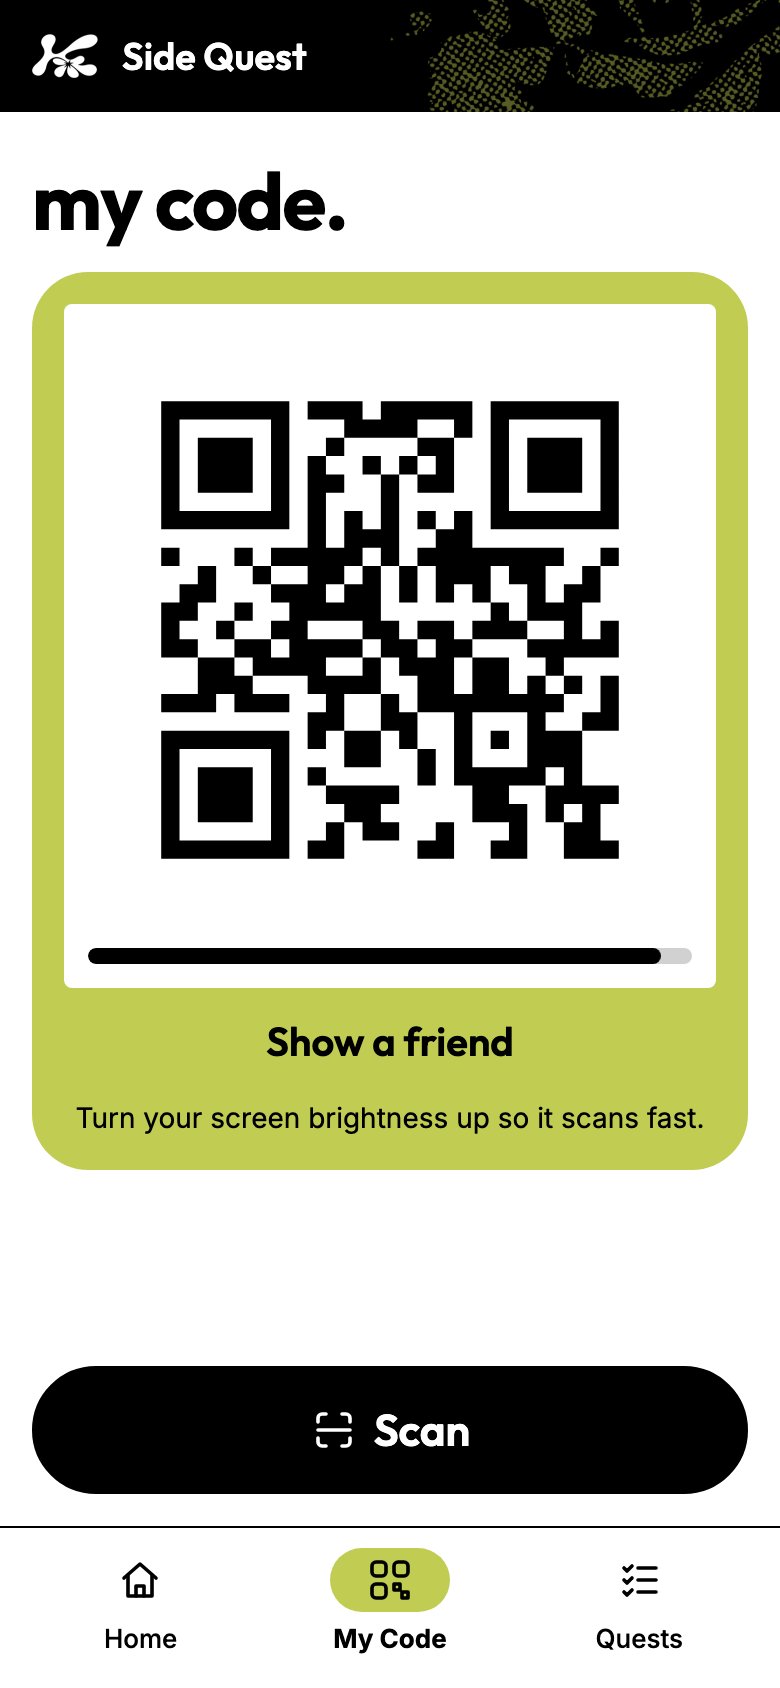 Side Quest
my code.
Show a friend
Turn your screen brightness up so it scans fast.
Scan
Home
My Code
Quests